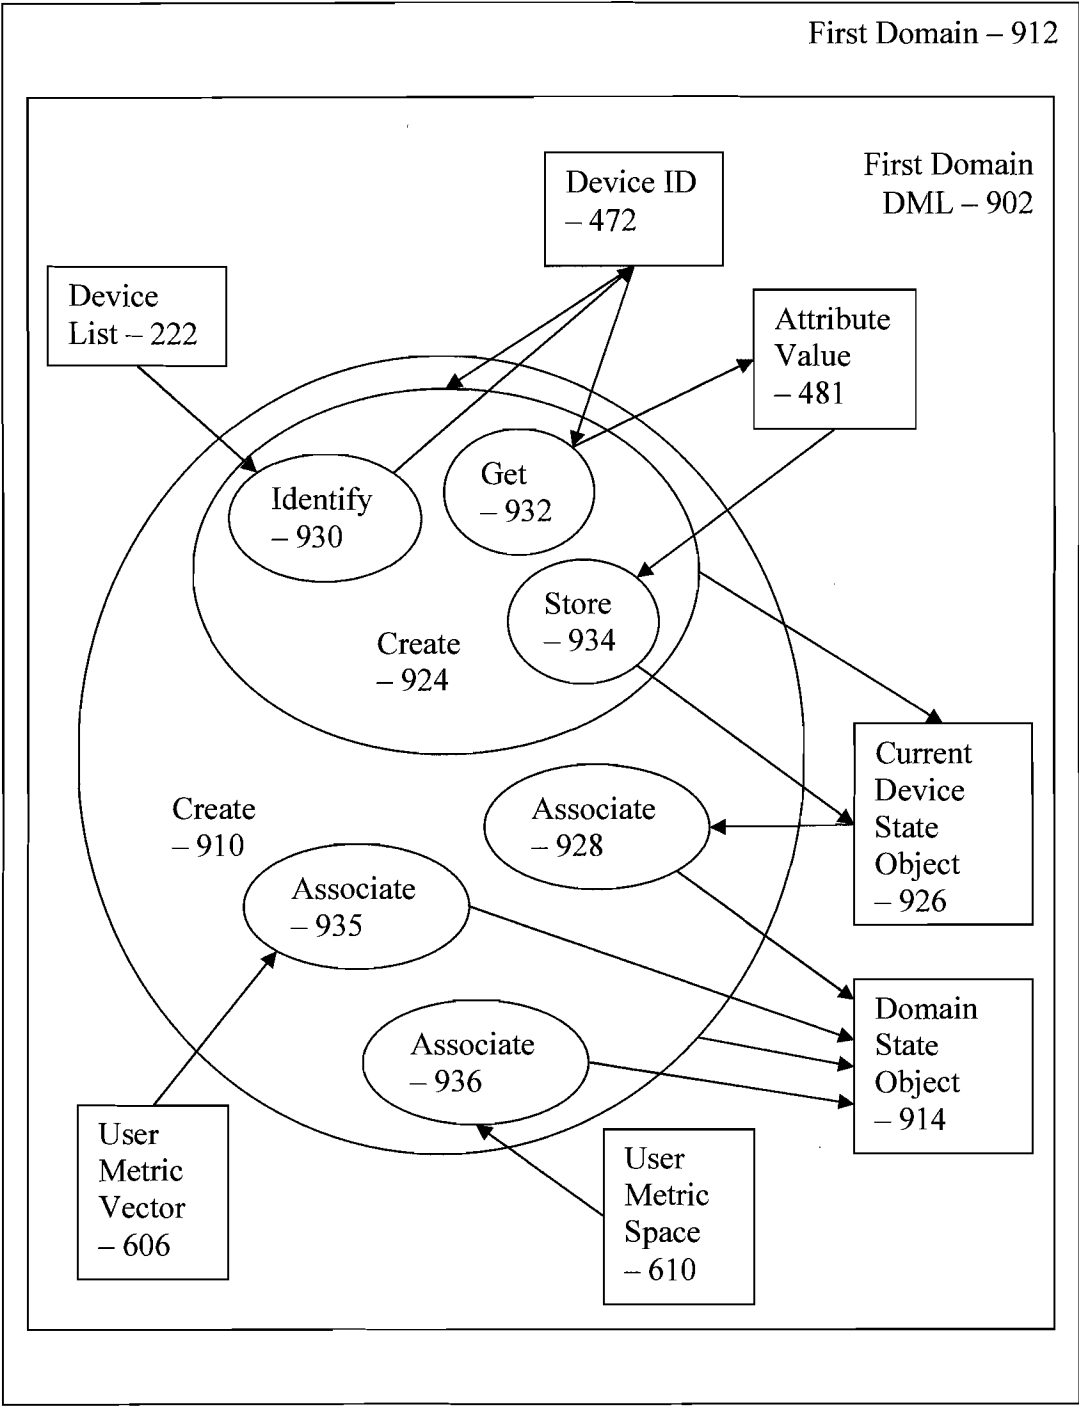 First Domain – 912
First Domain
DML – 902
Device ID
– 472
Device
List – 222
Attribute
Value
– 481
Get
– 932
Identify
– 930
Store
– 934
Create
– 924
Current
Device
State
Object
– 926
Associate
– 928
Create
– 910
Associate
– 935
Domain
State
Object
– 914
Associate
– 936
User
Metric
Vector
– 606
User
Metric
Space
– 610